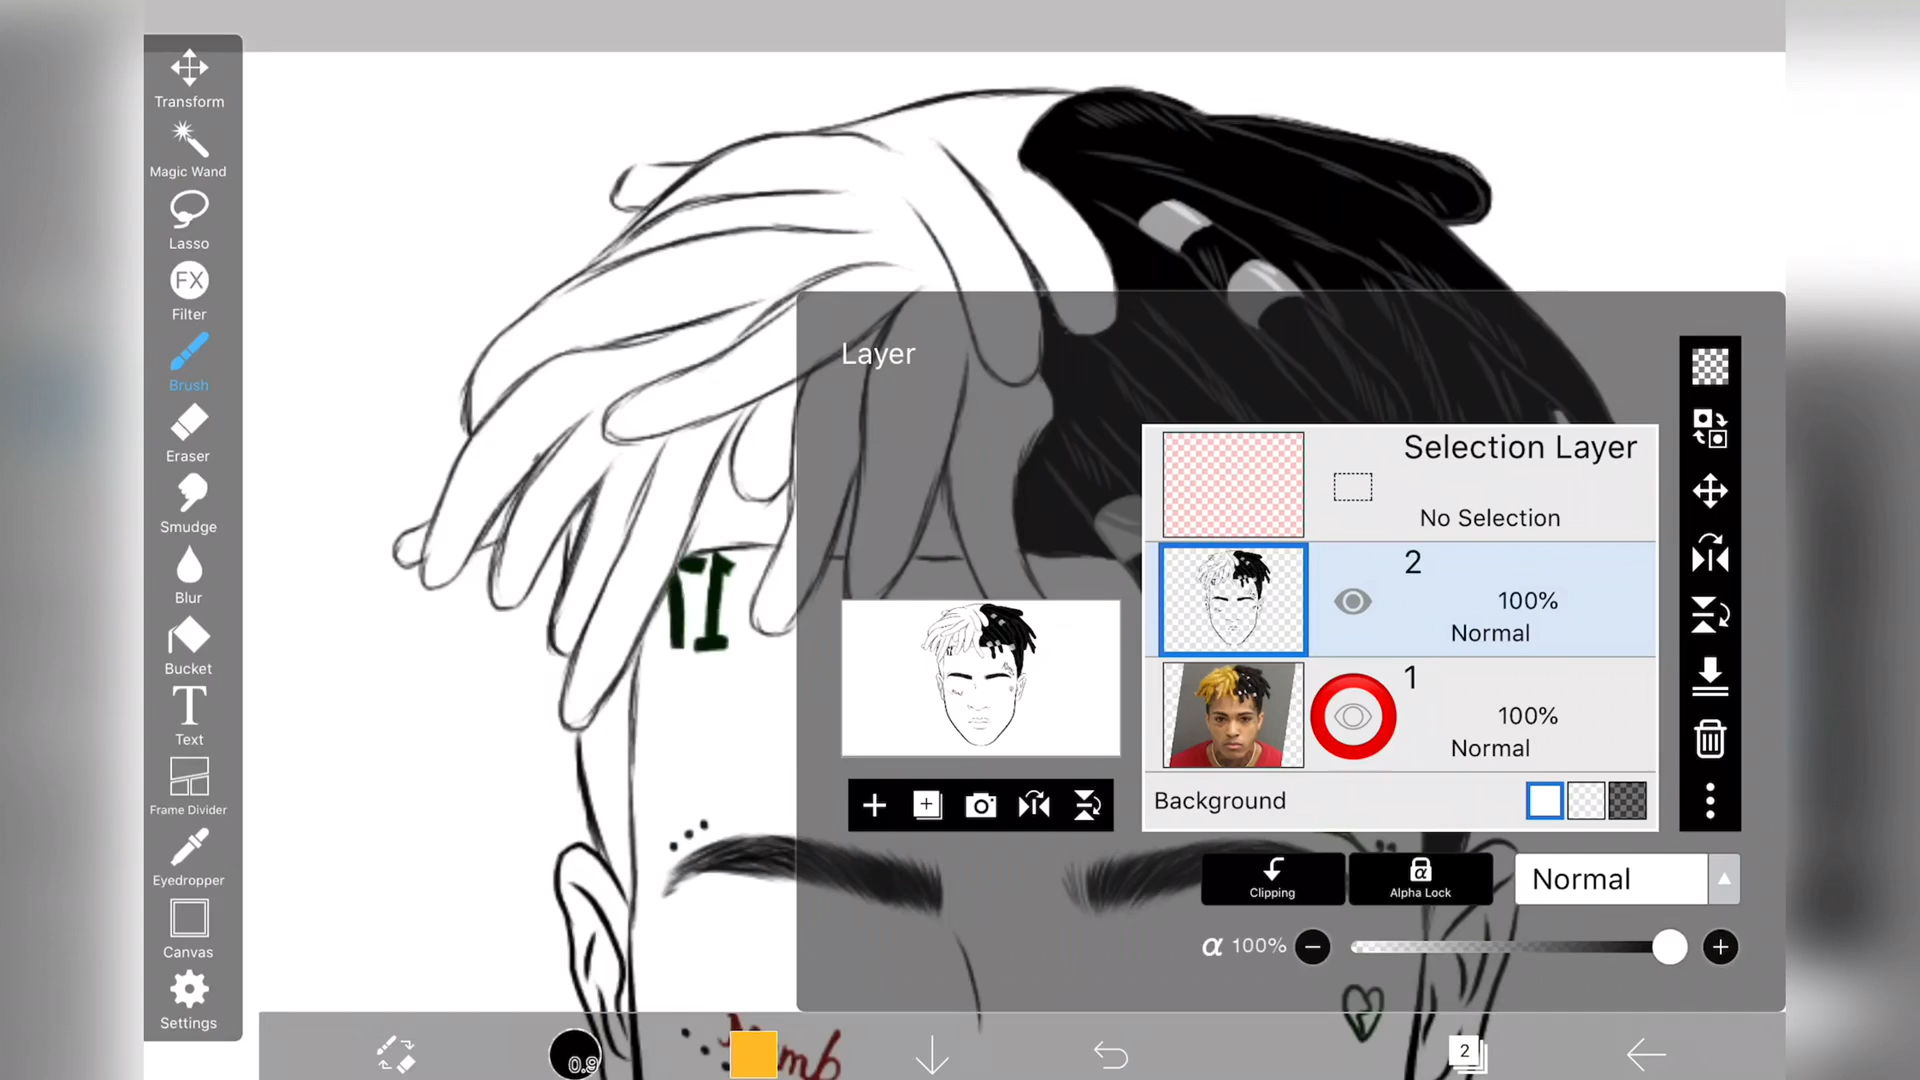 Transform
Magic Wand
Lasso
FX
Filter
Brush
Eraser
Smudge
Blur
Bucket
T
Text
Frame Divider
Eyedropper
Canvas
Settings
Layer
Selection Layer
No Selection
2
100%
Normal
1
100%
Normal
Background
Clipping
α
Alpha Lock
Normal
α 100%
0.9
2